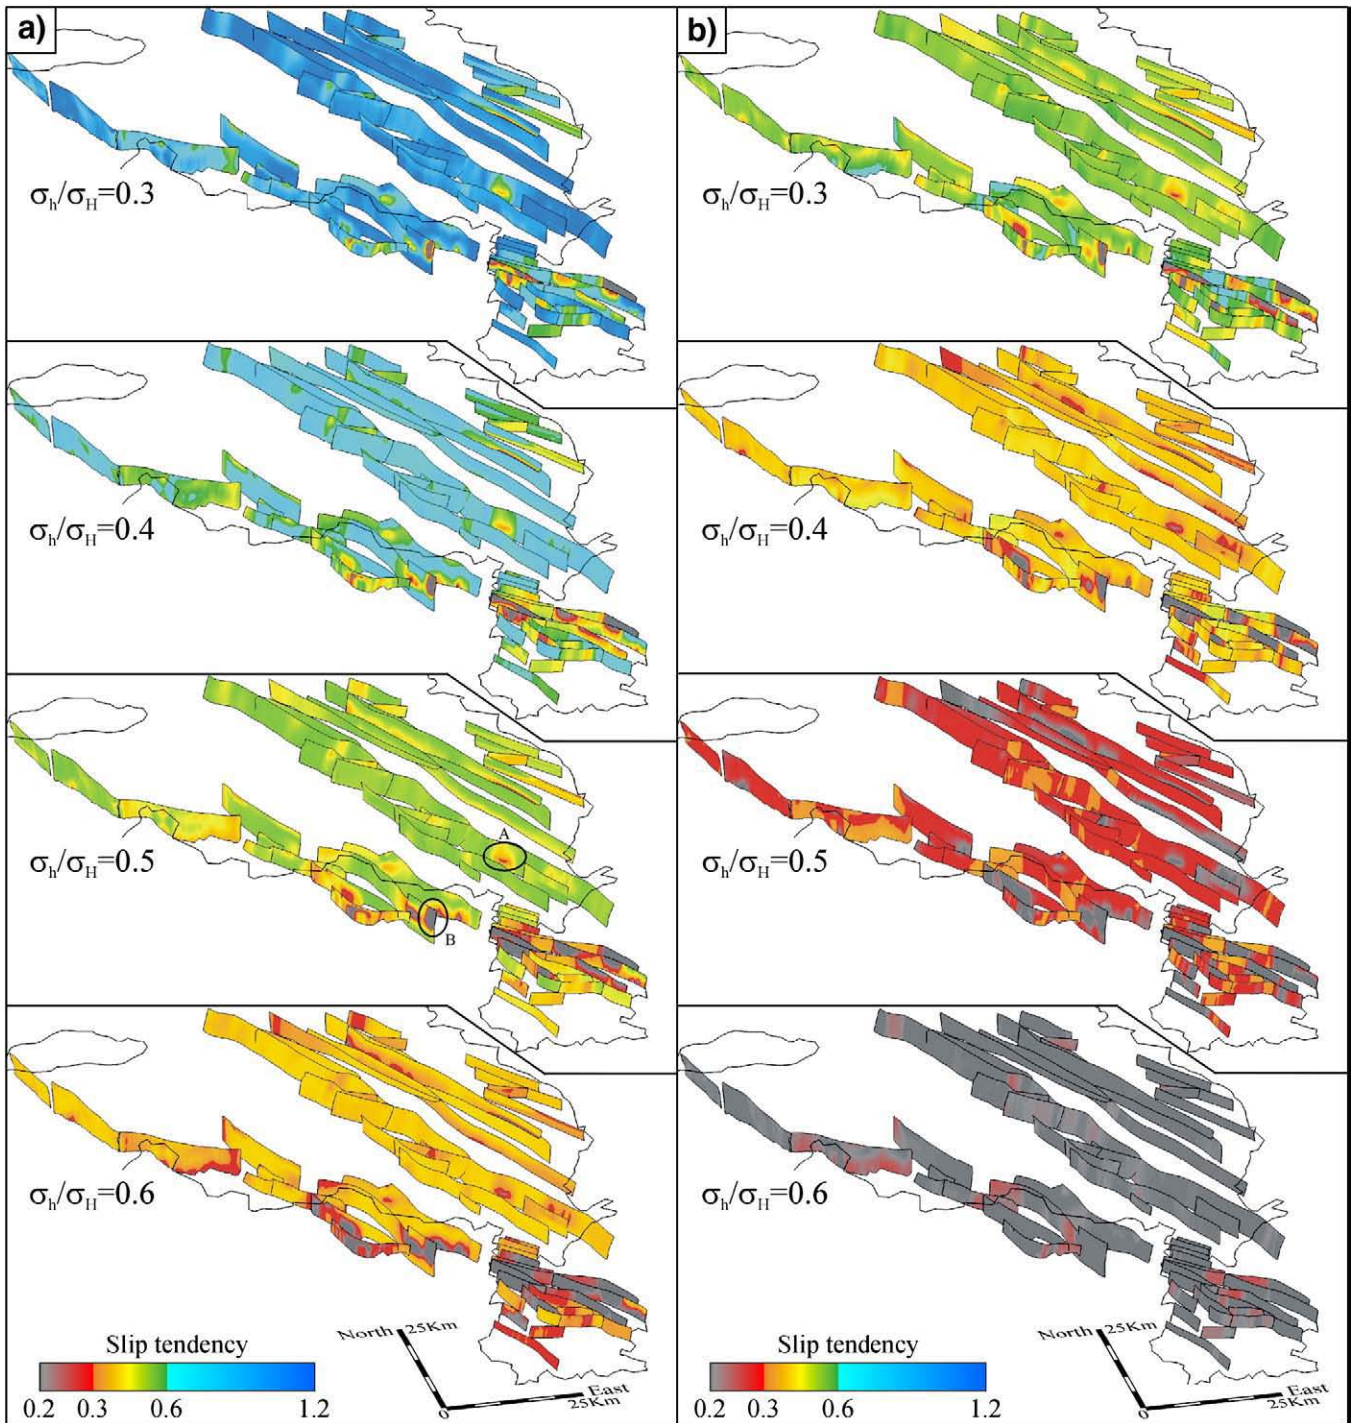 a)
σh/σH=0.3
σh/σH=0.4
A
σh/σH=0.5
B
σh/σH=0.6
North
25Km
Slip tendency
East
0
25Km
0.2 0.3 0.6 1.2
b)
σh/σH=0.3
σh/σH=0.4
σh/σH=0.5
σh/σH=0.6
North
25Km
Slip tendency
East
0
25Km
0.2 0.3 0.6 1.2